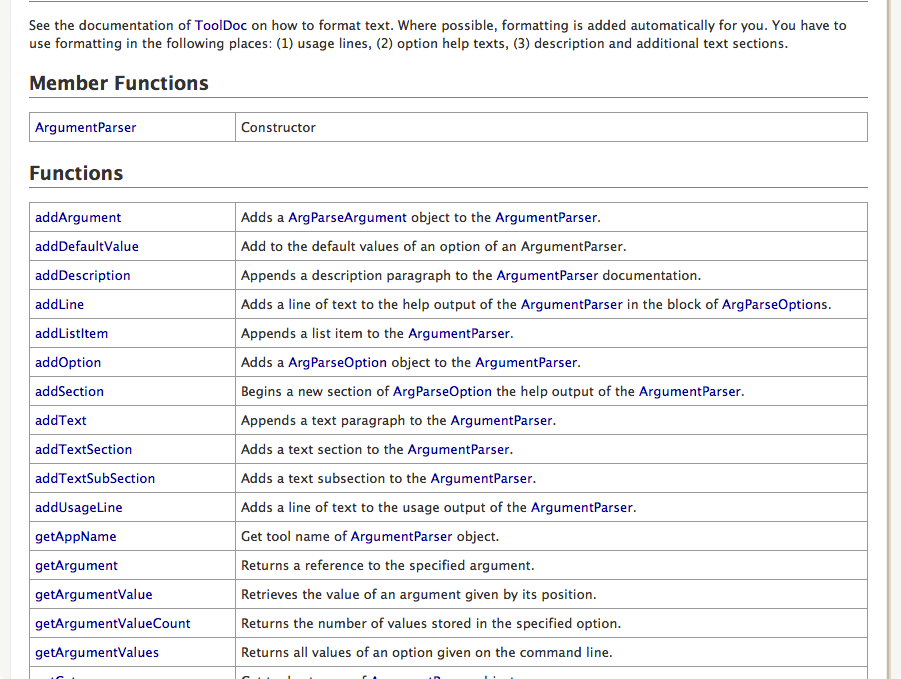 See the documentation of ToolDoc on how to format text. Where possible, formatting is added automatically for you. You have to
use formatting in the following places: (1) usage lines, (2) option help texts, (3) description and additional text sections.
Member Functions
ArgumentParser Constructor
Functions
addArgument Adds a ArgParseArgument object to the ArgumentParser.
addDefaultValue Add to the default values of an option of an ArgumentParser.
addDescription Appends a description paragraph to the ArgumentParser documentation.
addLine Adds a line of text to the help output of the ArgumentParser in the block of ArgParseOptions.
addListItem Appends a list item to the ArgumentParser.
addOption Adds a ArgParseOption object to the ArgumentParser.
addSection Begins a new section of ArgParseOption the help output of the ArgumentParser.
addText Appends a text paragraph to the ArgumentParser.
addTextSection Adds a text section to the ArgumentParser.
addTextSubSection Adds a text subsection to the ArgumentParser.
addUsageLine Adds a line of text to the usage output of the ArgumentParser.
getAppName Get tool name of ArgumentParser object.
getArgument Returns a reference to the specified argument.
getArgumentValue Retrieves the value of an argument given by its position.
getArgumentValueCount Returns the number of values stored in the specified option.
getArgumentValues Returns all values of an option given on the command line.